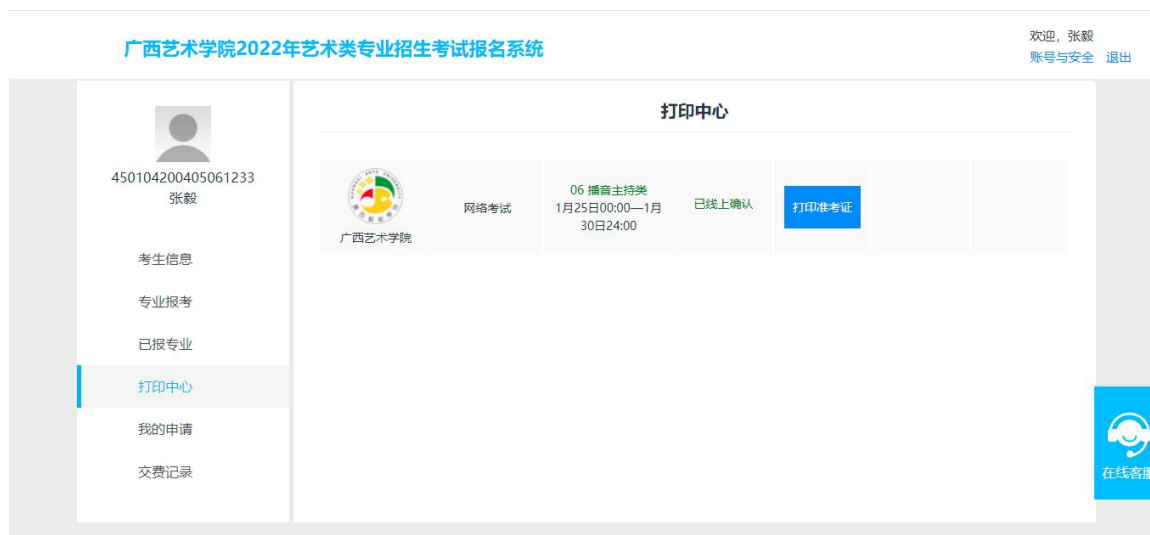 广西艺术学院2022年艺术类专业招生考试报名系统
欢迎，张毅
账号与安全 退出
450104200405061233
张毅
考生信息
专业报考
已报专业
打印中心
我的申请
交费记录
打印中心
广西艺术学院
网络考试
06 播音主持类
1月25日00:00—1月
30日24:00
已线上确认
打印准考证
在线客服